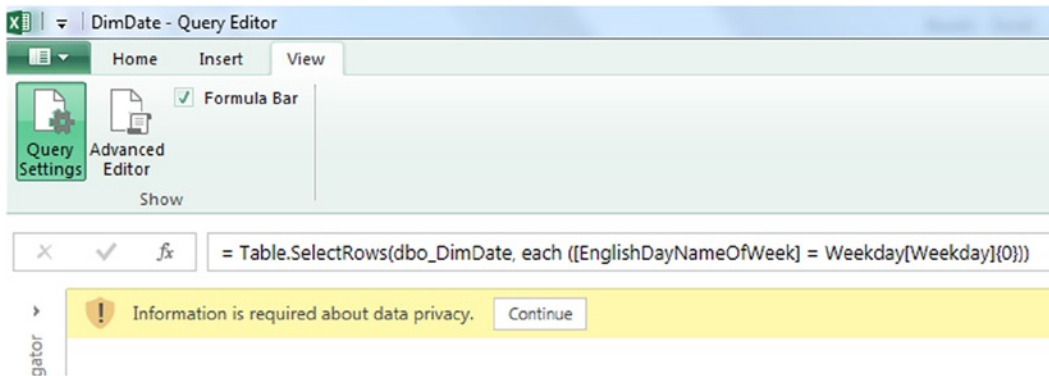 DimDate - Query Editor
Home Insert View
Formula Bar
Query Settings
Advanced Editor
Show
fx = Table.SelectRows(dbo_DimDate, each ([EnglishDayNameOfWeek] = Weekday[Weekday]{0}))
Information is required about data privacy. Continue
gator